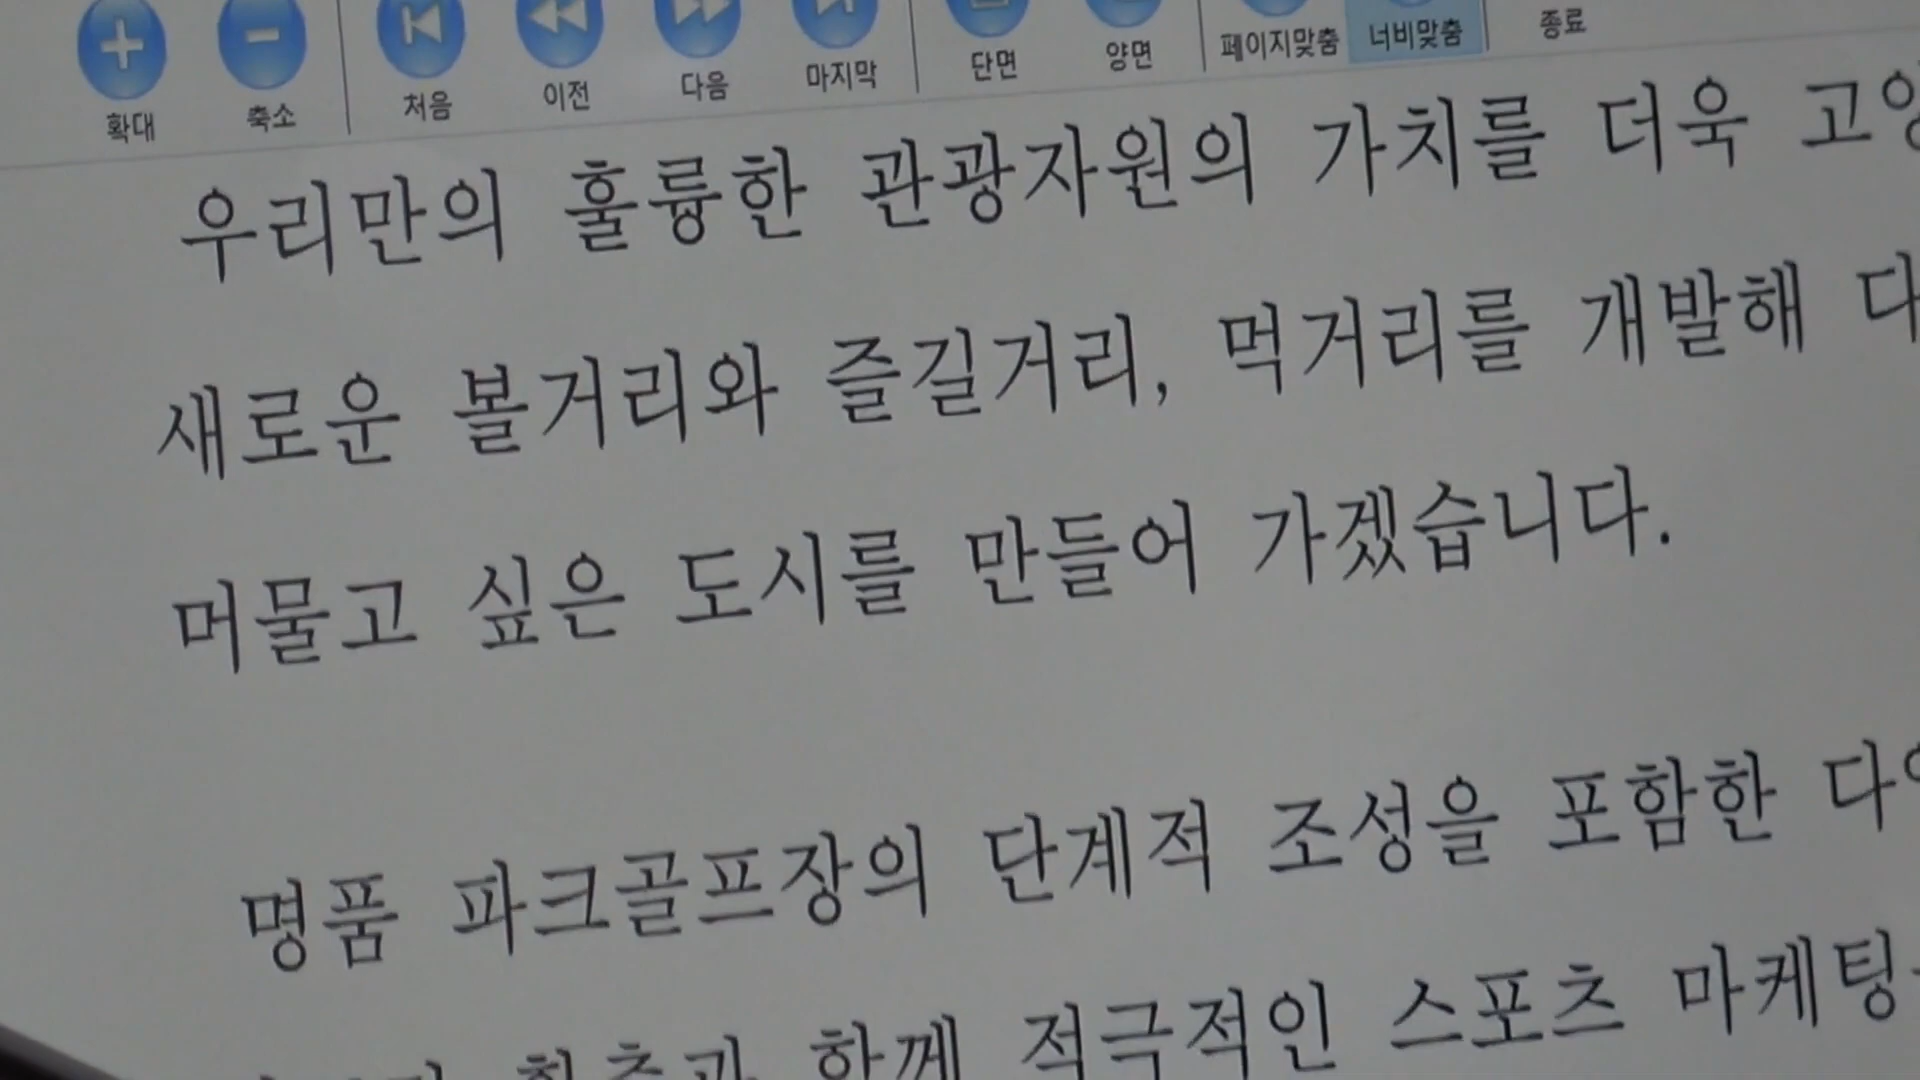 확대 축소 처음 이전 다음 마지막 단면 양면 페이지맞춤 너비맞춤 종료
우리만의 훌륭한 관광자원의 가치를 더욱
새로운 볼거리와 즐길거리, 먹거리를 개발해
머물고 싶은 도시를 만들어 가겠습니다.
명품 파크골프장의 단계적 조성을 포함한
함께 적극적인 스포츠 마케팅